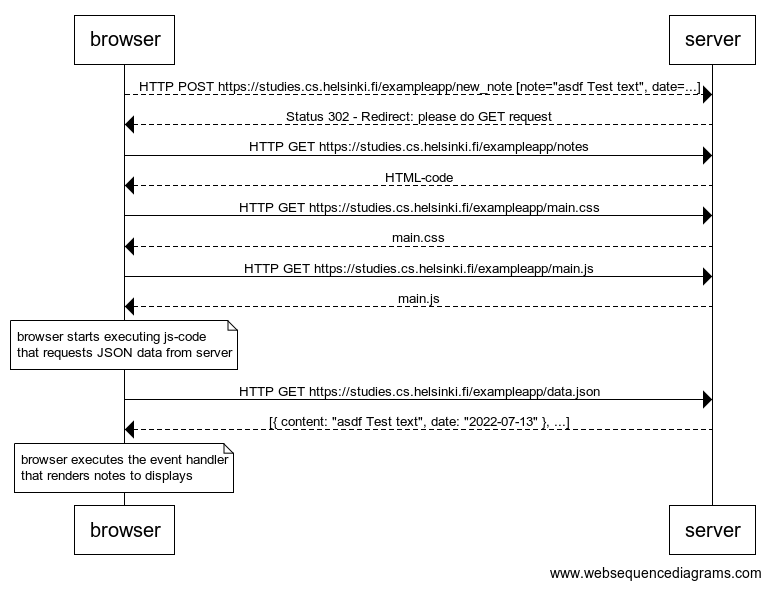 browser
server
HTTP POST https://studies.cs.helsinki.fi/exampleapp/new_note [note="asdf Test text", date=...]
Status 302 - Redirect: please do GET request
HTTP GET https://studies.cs.helsinki.fi/exampleapp/notes
HTML-code
HTTP GET https://studies.cs.helsinki.fi/exampleapp/main.css
main.css
HTTP GET https://studies.cs.helsinki.fi/exampleapp/main.js
main.js
browser starts executing js-code
that requests JSON data from server
HTTP GET https://studies.cs.helsinki.fi/exampleapp/data.json
[{ content: "asdf Test text", date: "2022-07-13" }, ...]
browser executes the event handler
that renders notes to displays
browser
server
www.websequencediagrams.com